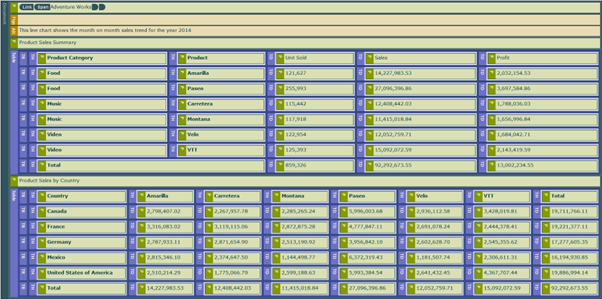 Link Span Adventure Works
Fig
Alt This line chart shows the month on month sales trend for the year 2014
Product Sales Summary
Product Category Product Unit Sold Sales Profit
Food Amarilla 121,627 14,227,983.53 2,032,154.53
Food Paseo 255,993 27,096,396.86 3,697,584.86
Music Carretera 115,442 12,408,442.03 1,788,036.03
Music Montana 117,918 11,415,018.84 1,656,996.84
Video Velo 122,954 12,052,759.71 1,684,042.71
Video VTT 125,393 15,092,072.59 2,143,419.59
Total 859,326 92,292,673.55 13,002,234.55
Product Sales by Country
Country Amarilla Carretera Montana Paseo Velo VTT Total
Canada 2,798,407.02 2,267,957.78 2,285,265.24 5,996,003.68 2,936,112.58 3,428,019.81 19,711,766.11
France 3,316,083.02 3,119,115.06 2,872,875.28 4,777,847.11 2,691,078.24 2,444,378.41 19,221,377.11
Germany 2,787,933.11 2,871,654.90 2,513,190.92 3,956,842.10 2,602,628.70 2,545,355.62 17,277,605.35
Mexico 2,815,346.10 2,374,647.50 1,144,498.77 6,372,319.43 1,181,507.74 2,306,611.31 16,194,930.85
United States of America 2,510,214.29 1,775,066.79 2,599,188.63 5,993,384.54 2,641,432.45 4,367,707.44 19,886,994.14
Total 14,227,983.53 12,408,442.03 11,415,018.84 27,096,396.86 12,052,759.71 15,092,072.59 92,292,673.55